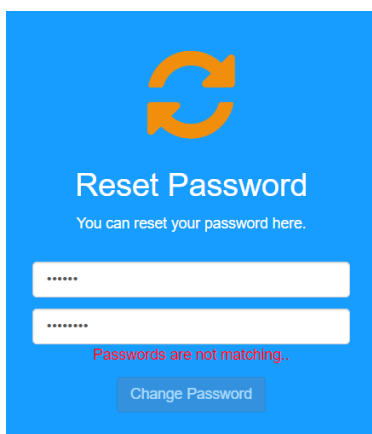 Reset Password
You can reset your password here.
••••••
••••••••
Passwords are not matching..
Change Password